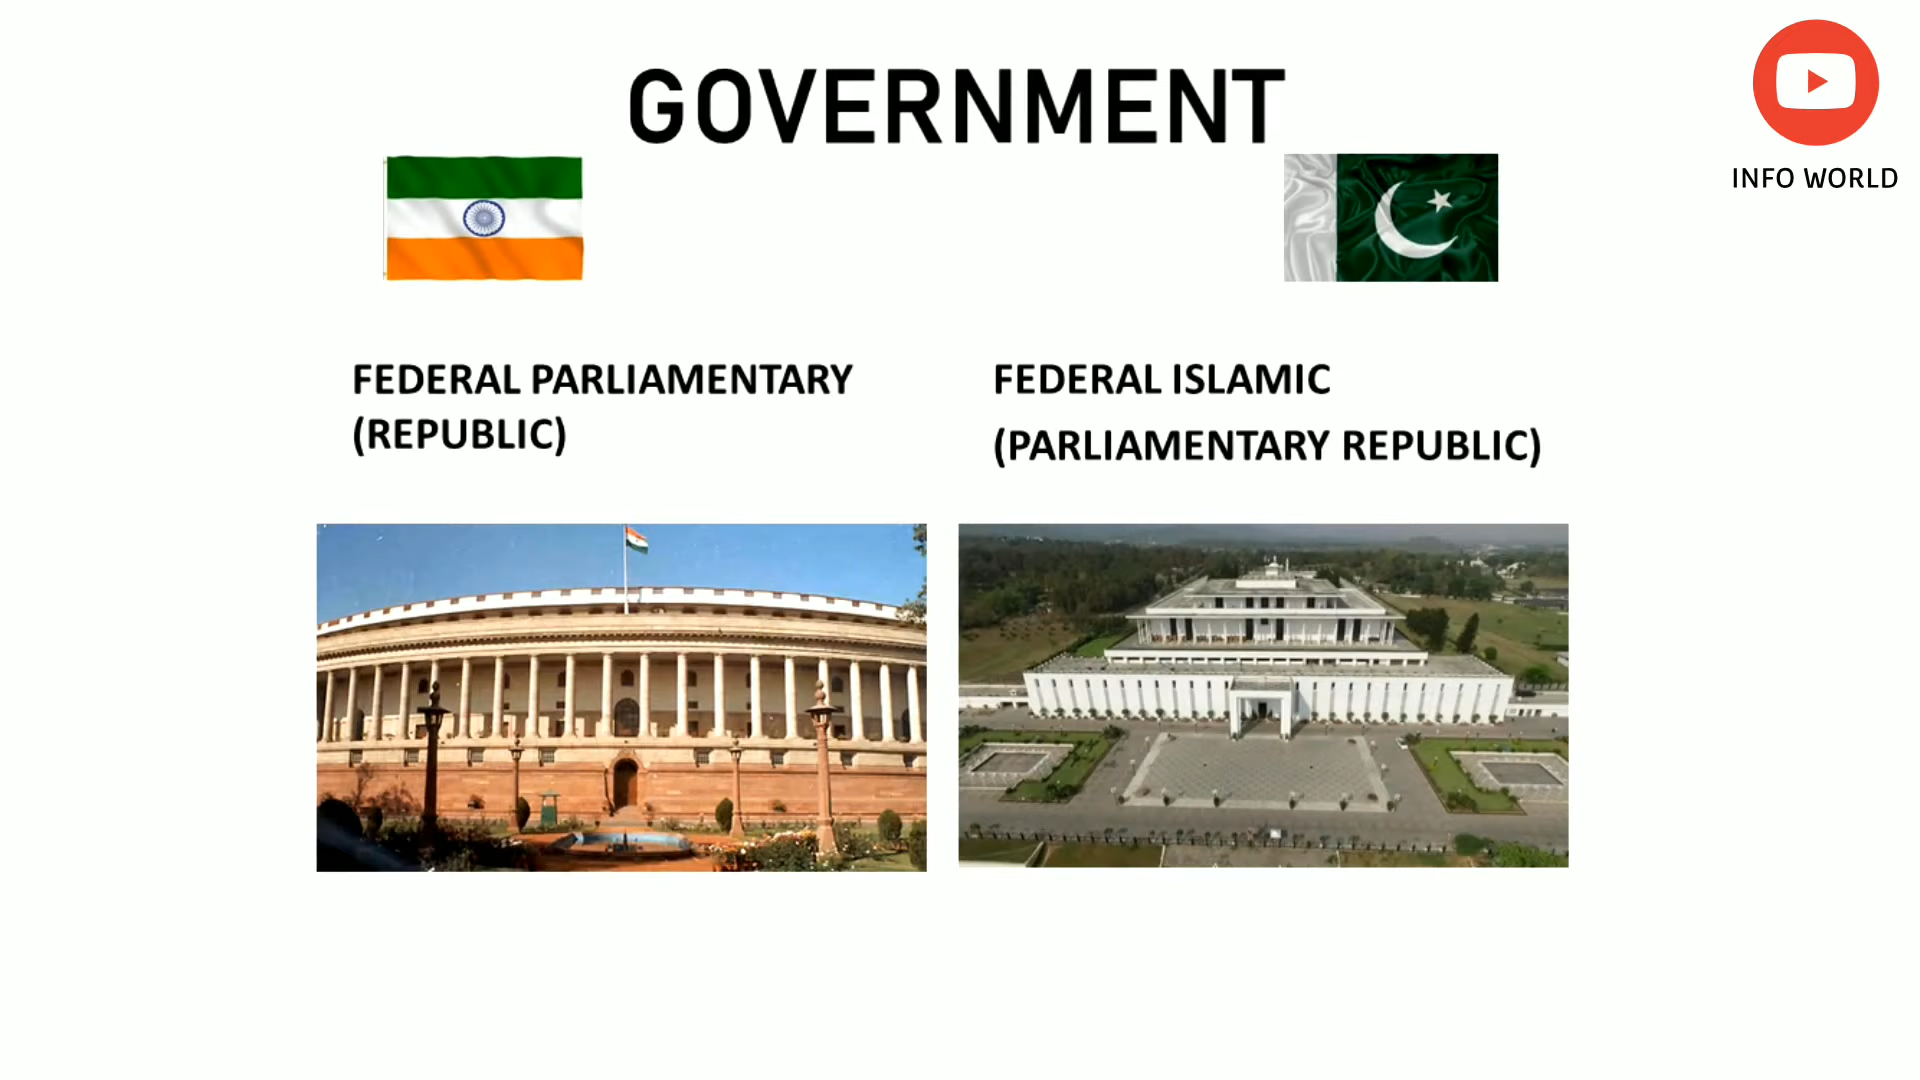 GOVERNMENT
INFO WORLD
FEDERAL PARLIAMENTARY
(REPUBLIC)
FEDERAL ISLAMIC
(PARLIAMENTARY REPUBLIC)